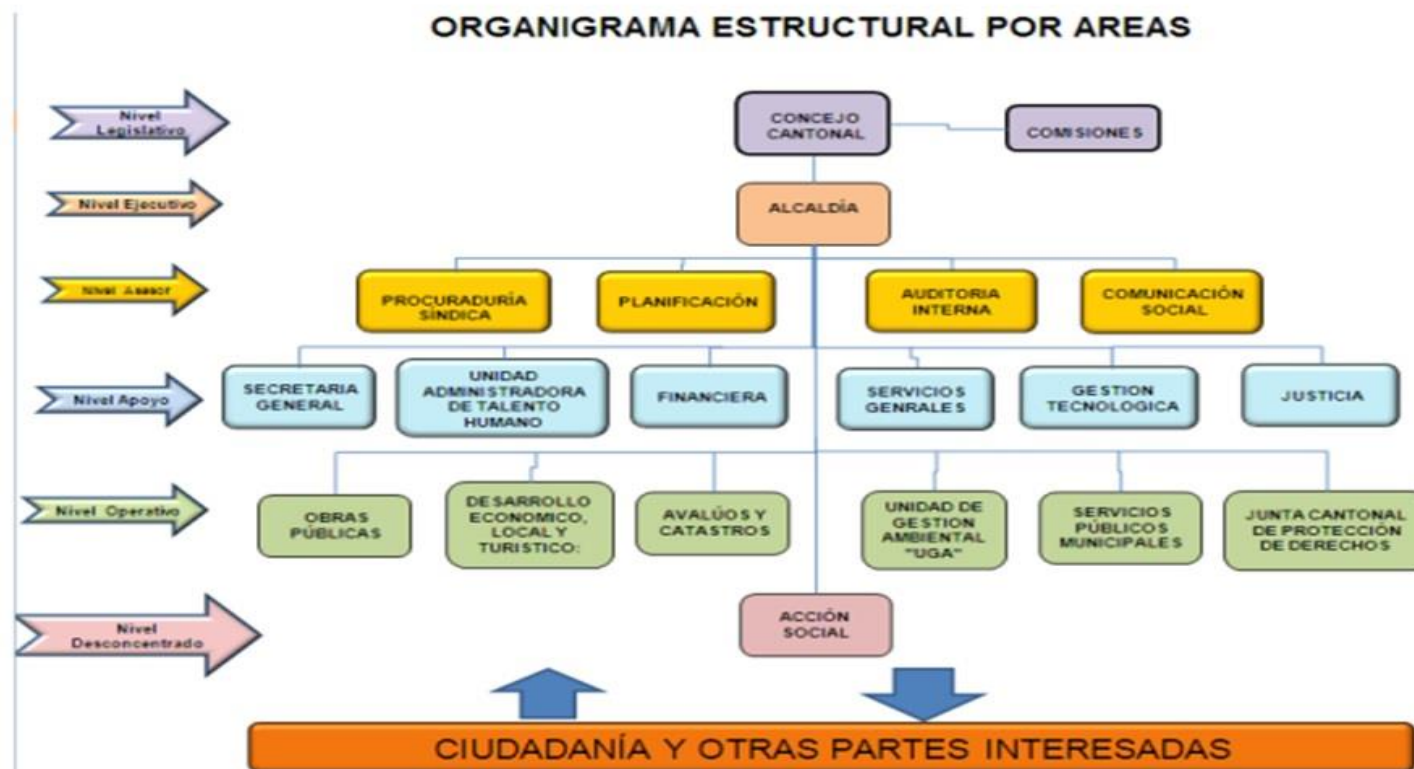 ORGANIGRAMA ESTRUCTURAL POR AREAS
Nivel
Legislativo
CONCEJO
CANTONAL
COMISIONES
Nivel Ejecutivo
ALCALDÍA
Nivel Asesor
PROCURADURÍA
SÍNDICA
PLANIFICACIÓN
AUDITORIA
INTERNA
COMUNICACIÓN
SOCIAL
Nivel Apoyo
SECRETARIA
GENERAL
UNIDAD
ADMINISTRADORA
DE TALENTO
HUMANO
FINANCIERA
SERVICIOS
GENRALES
GESTION
TECNOLOGICA
JUSTICIA
Nivel Operativo
OBRAS
PÚBLICAS
DESARROLLO
ECONOMICO,
LOCAL Y
TURISTICO:
AVALÚOS Y
CATASTROS
UNIDAD DE
GESTION
AMBIENTAL
"UGA"
SERVICIOS
PÚBLICOS
MUNICIPALES
JUNTA CANTONAL
DE PROTECCIÓN
DE DERECHOS
Nivel
Desconcentrado
ACCIÓN
SOCIAL
CIUDADANÍA Y OTRAS PARTES INTERESADAS